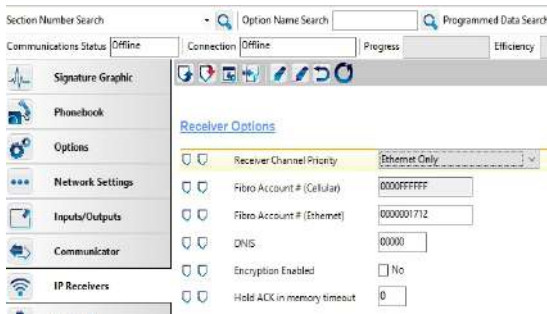 Section Number Search
Option Name Search
Programmed Data Search
Communications Status Offline
Connection Offline
Progress
Efficiency
Signature Graphic
Phonebook
Options
Network Settings
Inputs/Outputs
Communicator
IP Receivers
Receiver Options
Receiver Channel Priority Ethernet Only
Fibro Account # (Cellular) 0000FFFFFF
Fibro Account # (Ethernet) 0000001712
DNIS 00000
Encryption Enabled No
Hold ACK in memory timeout 0